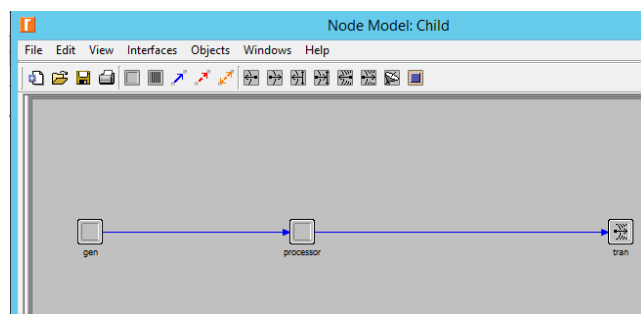 Node Model: Child
File Edit View Interfaces Objects Windows Help
gen processor tran